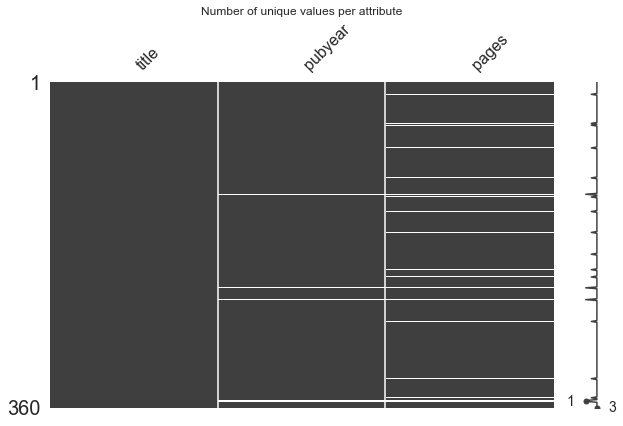 Number of unique values per attribute
title
pubyear
pages
1
360
1
3